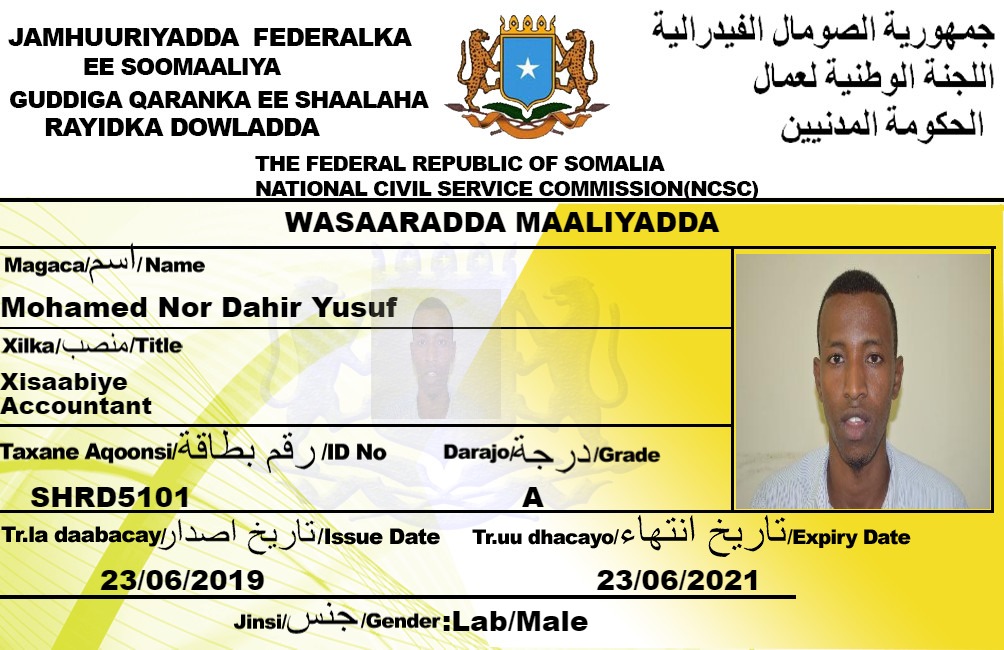 JAMHUURIYADDA FEDERALKA
EE SOOMAALIYA
GUDDIGA QARANKA EE SHAALAHA
RAYIDKA DOWLADDA
جمهورية الصومال الفيدرالية
اللجنة الوطنية لعمال
الحكومة المدنيين
THE FEDERAL REPUBLIC OF SOMALIA
NATIONAL CIVIL SERVICE COMMISSION(NCSC)
WASAARADDA MAALIYADDA
Magaca/اسم/Name
Mohamed Nor Dahir Yusuf
Xilka/منصب/Title
Xisaabiye
Accountant
Taxane Aqoonsi/رقم بطاقة/ID No
Darajo/درجة/Grade
SHRD5101
A
Tr.la daabacay/تاريخ اصدار/Issue Date
Tr.uu dhacayo/تاريخ انتهاء/Expiry Date
23/06/2019
23/06/2021
Jinsi/جنس/Gender:Lab/Male